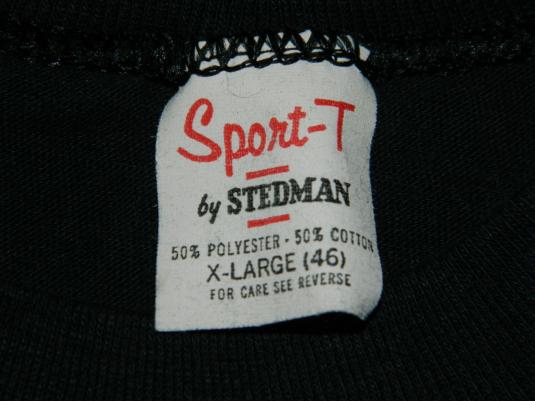 Sport-T
by STEDMAN
50% POLYESTER - 50% COTTON
X-LARGE (46)
FOR CARE SEE REVERSE